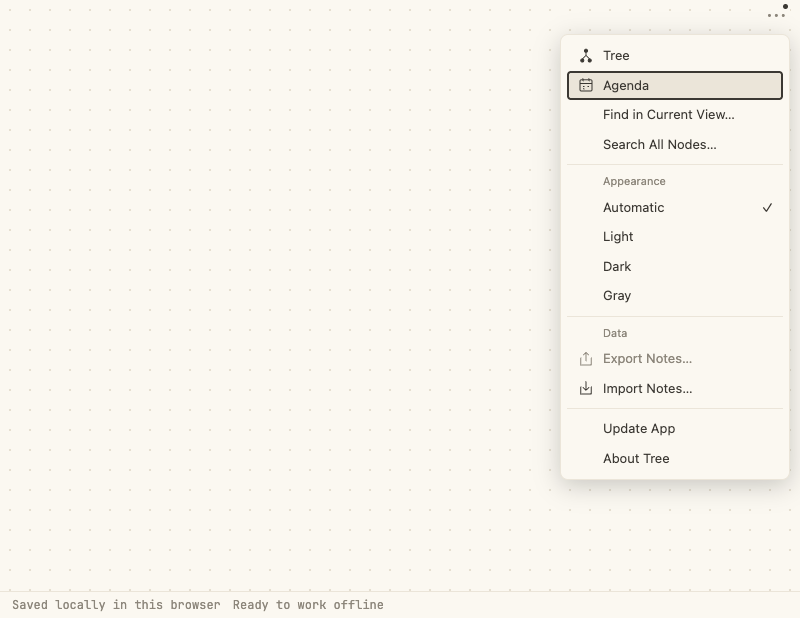 Tree
Agenda
Find in Current View...
Search All Nodes...
Appearance
Automatic
Light
Dark
Gray
Data
Export Notes...
Import Notes...
Update App
About Tree
Saved locally in this browser Ready to work offline